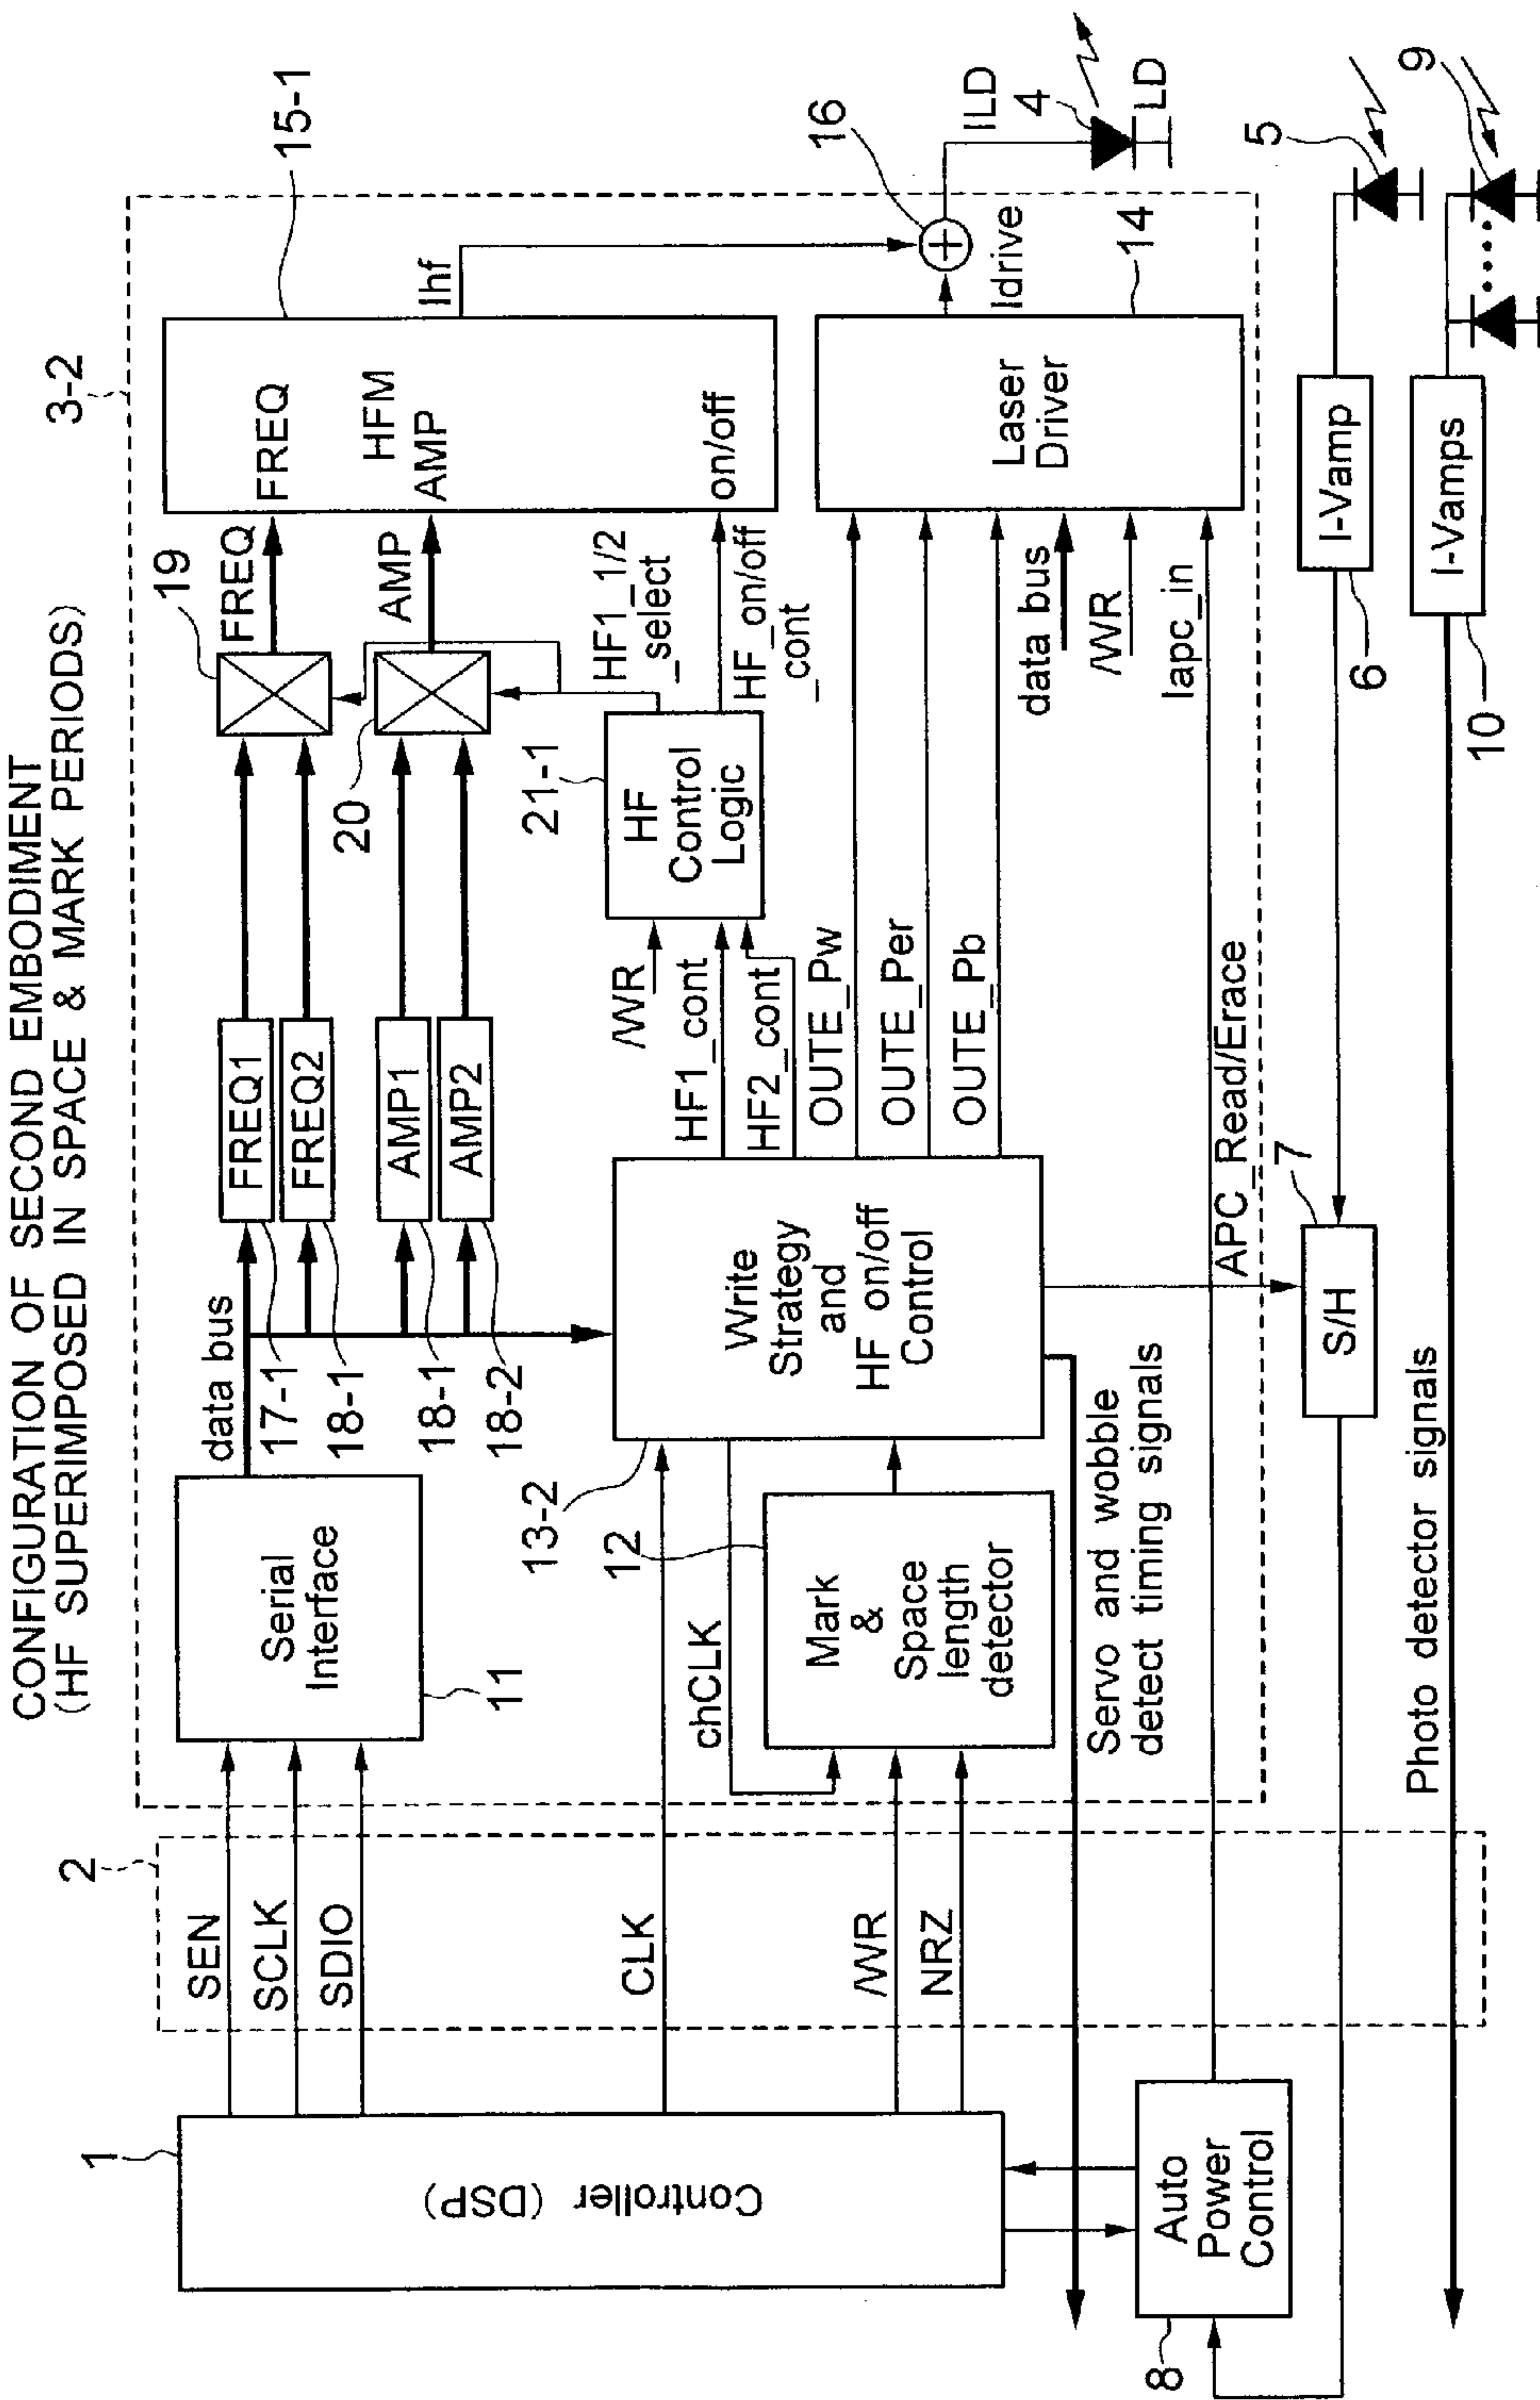 CONFIGURATION OF SECOND EMBODIMENT
(HF SUPERIMPOSED IN SPACE & MARK PERIODS)
1
Controller (DSP)
2
SEN
SCLK
SDIO
CLK
/WR
NRZ
8
Auto
Power
Control
3-2
Serial
Interface
11
data bus
17-1
18-1
18-1
18-2
FREQ1
FREQ2
AMP1
AMP2
13-2
12
chCLK
Mark
&
Space
length
detector
Write
Strategy
and
HF on/off
Control
Servo and wobble
detect timing signals
/WR
HF1_cont
HF2_cont
OUTE_Pw
OUTE_Per
OUTE_Pb
APC_Read/Erace
19
20
21-1
HF
Control
Logic
FREQ
AMP
HF1_1/2
_select
HF_on/off
_cont
data bus
/WR
Iapc_in
FREQ
HFM
AMP
on/off
15-1
Ihf
Laser
Driver
14
Idrive
16
ILD
4
LD
5
9
I-Vamp
6
I-Vamps
10
7
S/H
Photo detector signals